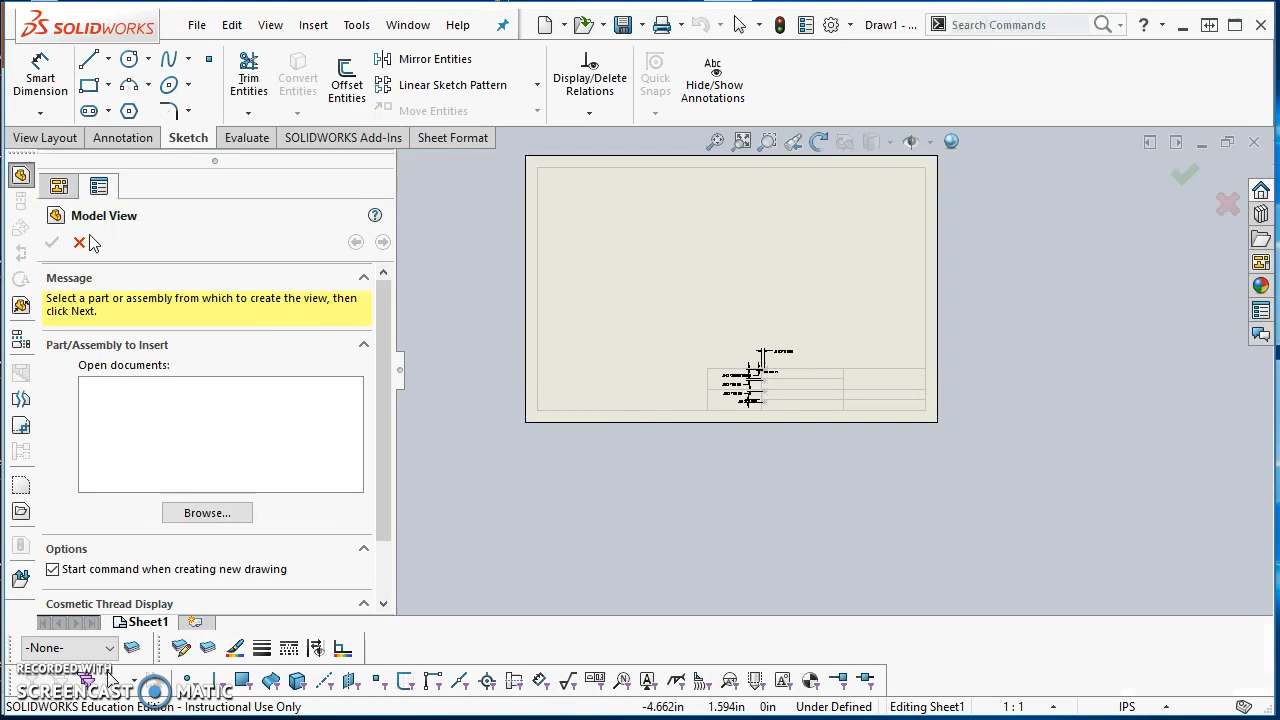 SOLIDWORKS
File Edit View Insert Tools Window Help
Draw1 - ...
Search Commands
Smart Dimension
Trim Entities
Convert Entities
Offset Entities
Mirror Entities
Linear Sketch Pattern
Move Entities
Display/Delete Relations
Quick Snaps
Abc
Hide/Show Annotations
View Layout Annotation Sketch Evaluate SOLIDWORKS Add-Ins Sheet Format
Model View
Message
Select a part or assembly from which to create the view, then
click Next.
Part/Assembly to Insert
Open documents:
Browse...
Options
Start command when creating new drawing
Cosmetic Thread Display
Sheet1
-None-
RECORDED WITH
SCREENCAST MATIC
SOLIDWORKS Education Edition - Instructional Use Only
-4.662in 1.594in 0in Under Defined Editing Sheet1 1 : 1 IPS